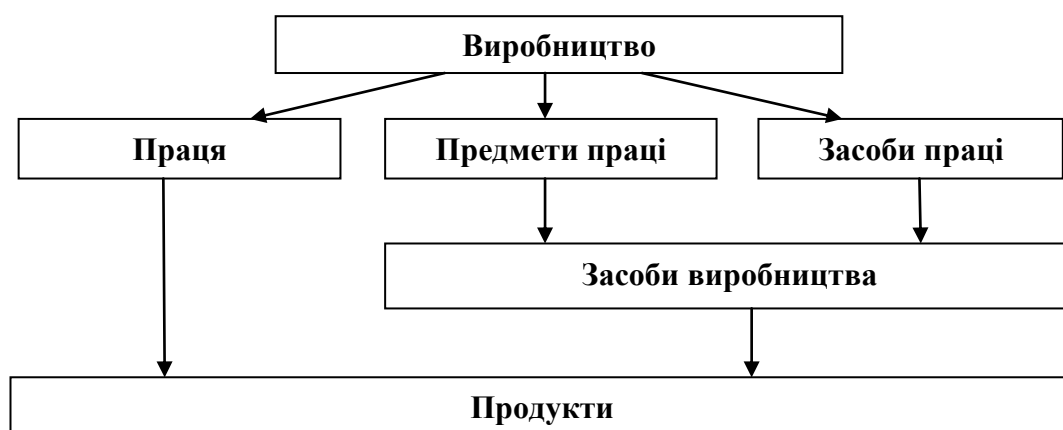 Виробництво
Праця
Предмети праці
Засоби праці
Засоби виробництва
Продукти